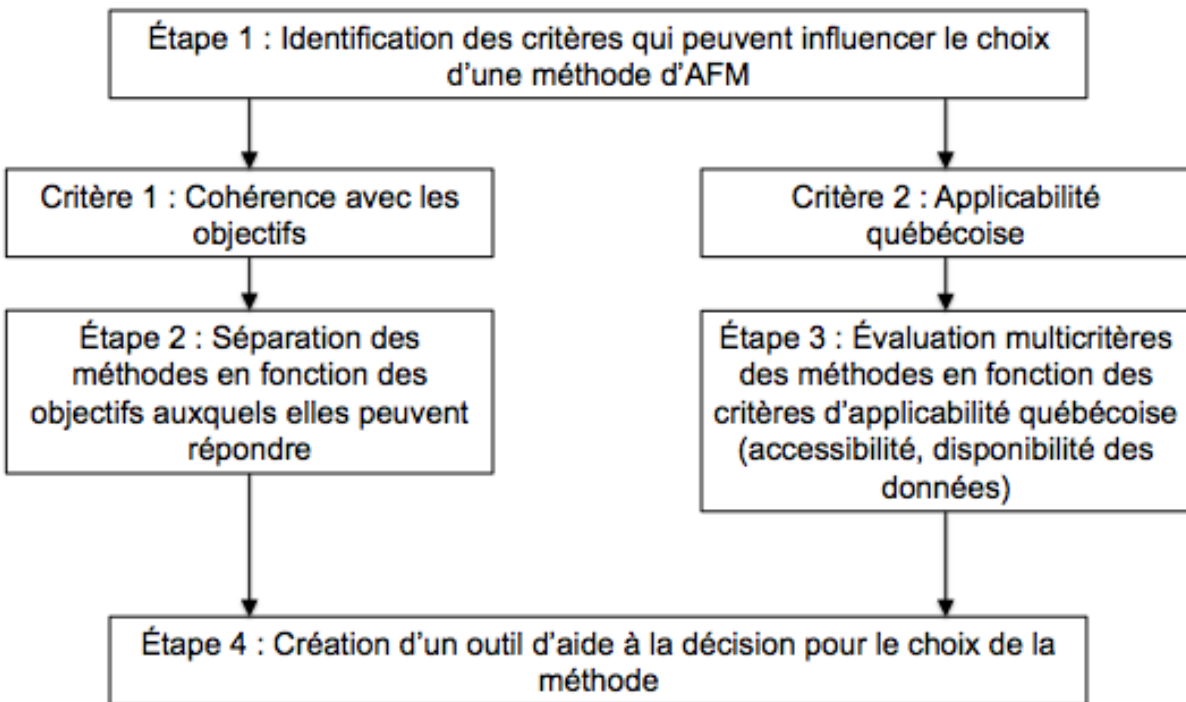 Étape 1 : Identification des critères qui peuvent influencer le choix
d'une méthode d'AFM
Critère 1 : Cohérence avec les
objectifs
Critère 2 : Applicabilité
québécoise
Étape 2 : Séparation des
méthodes en fonction des
objectifs auxquels elles peuvent
répondre
Étape 3 : Évaluation multicritères
des méthodes en fonction des
critères d'applicabilité québécoise
(accessibilité, disponibilité des
données)
Étape 4 : Création d'un outil d'aide à la décision pour le choix de la
méthode